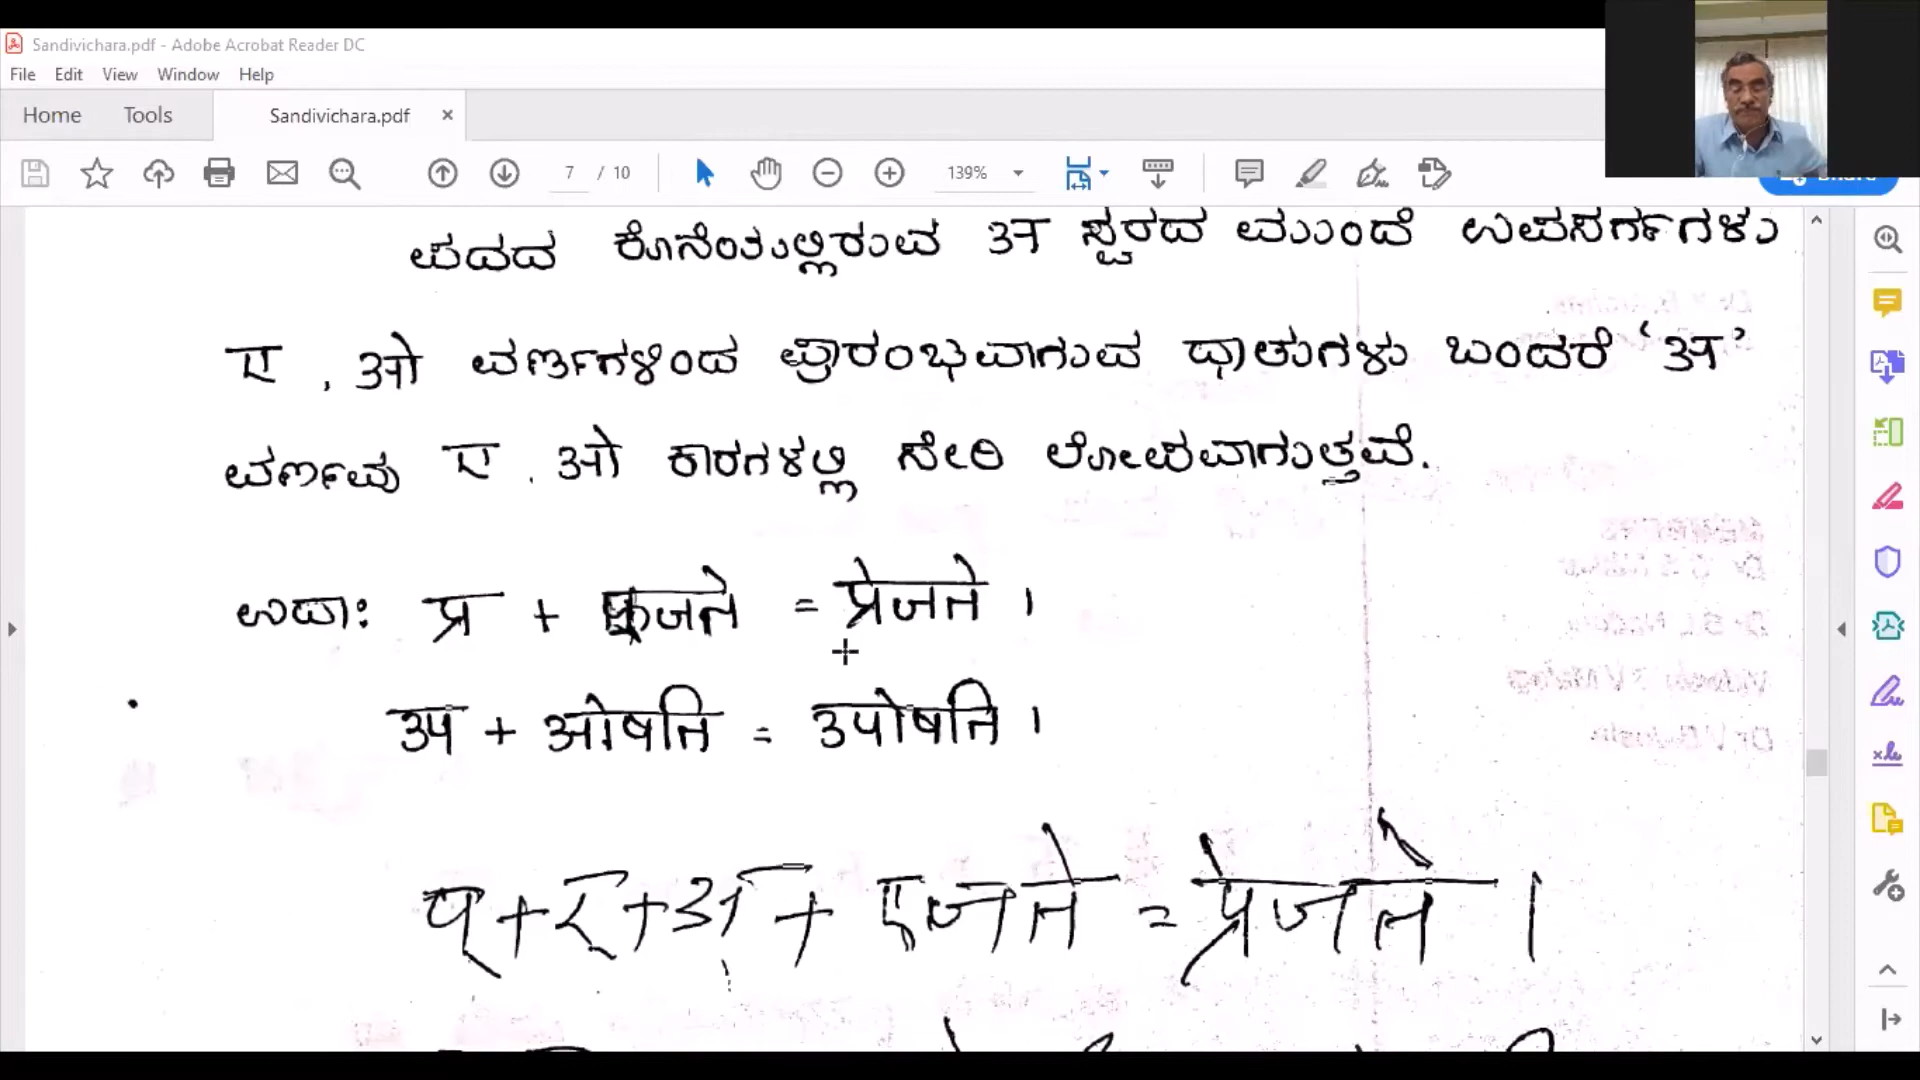 Sandivichara.pdf - Adobe Acrobat Reader DC
File Edit View Window Help
Home Tools Sandivichara.pdf ×
7 / 10 139%
ಪದದ ಕೊನೆಯಲ್ಲಿರುವ अ ಸ್ವರದ ಮುಂದೆ ಉಪಸರ್ಗಗಳು
ए , ओ ವರ್ಣಗಳಿಂದ ಪ್ರಾರಂಭವಾಗುವ ಧಾತುಗಳು ಬಂದರೆ ‘अ’
ವರ್ಣವು ए . ओ ಕಾರಗಳಲ್ಲಿ ಸೇರಿ ಲೋಪವಾಗುತ್ತವೆ.
ಉದಾ: प्र + एजते = प्रेजते ।
उप + ओषति = उपोषति ।
प् + र् + अ + एजते = प्रेजते ।